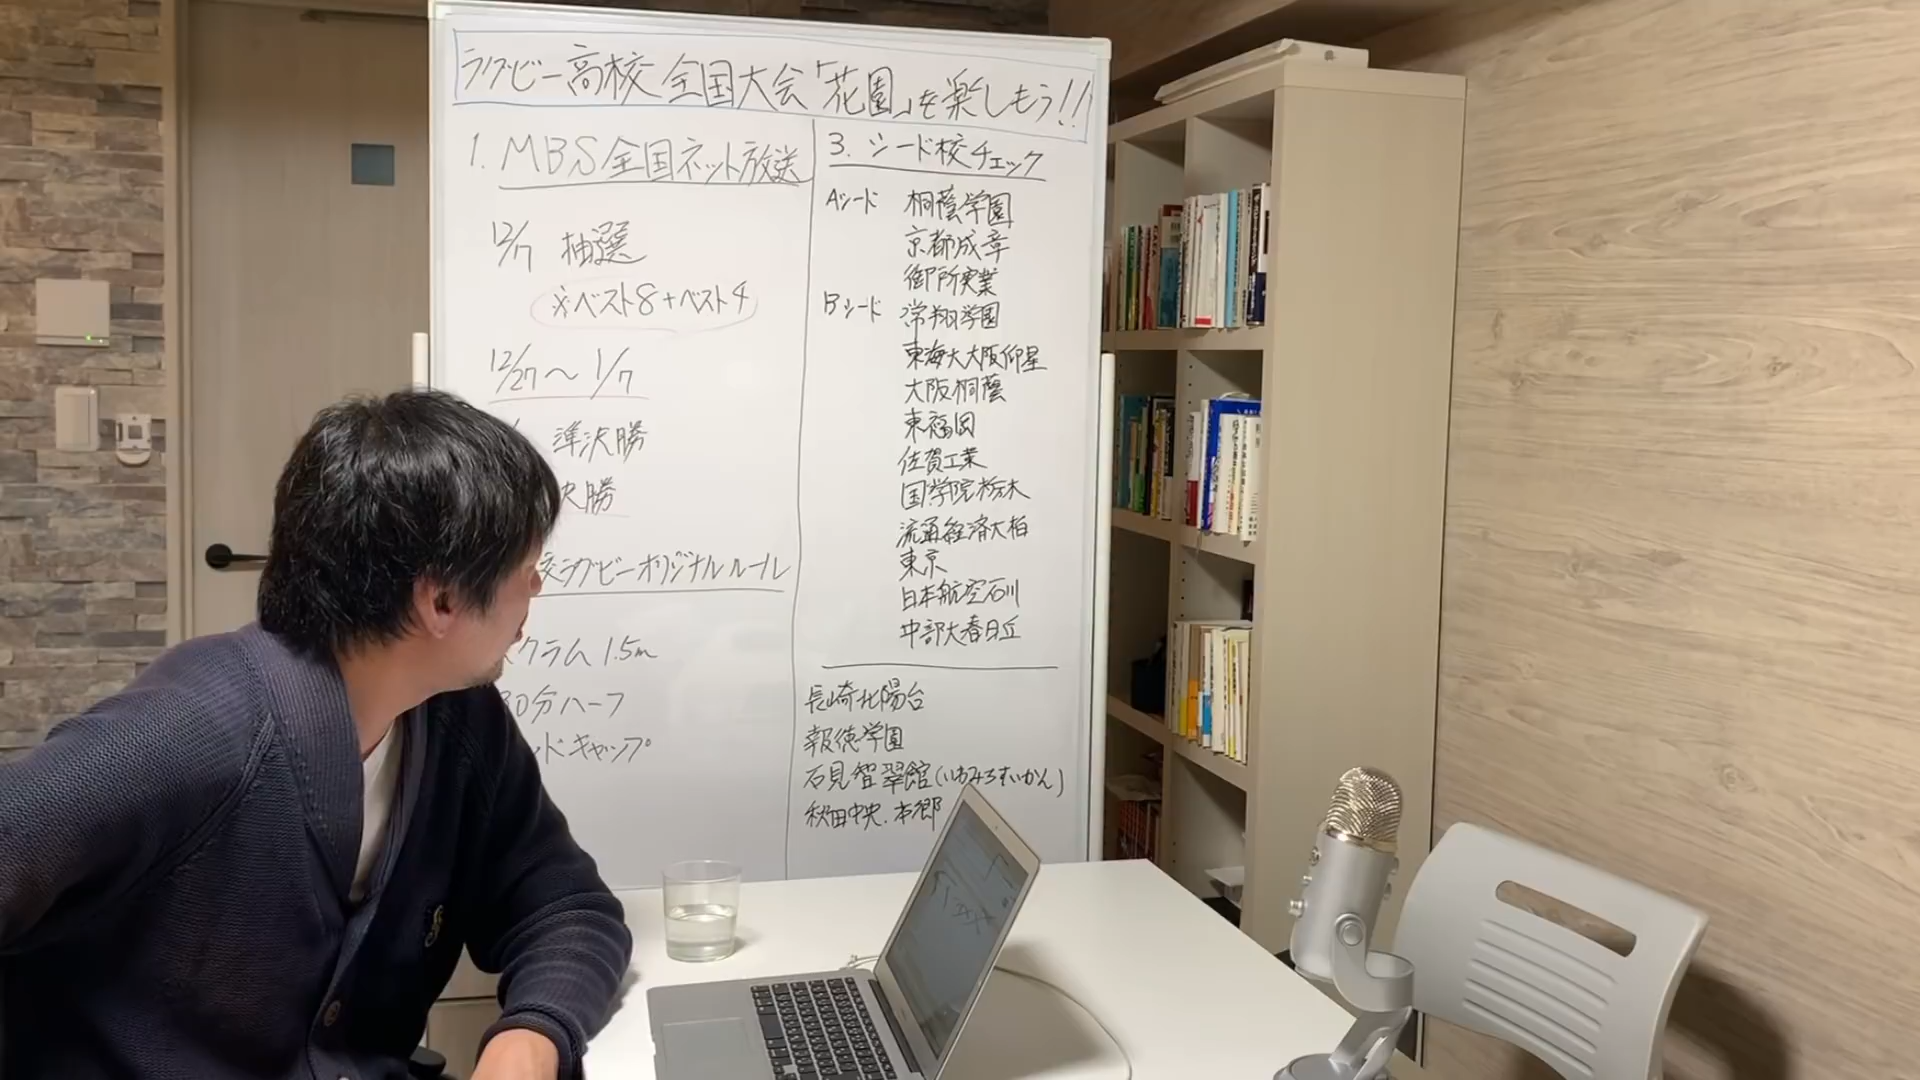 ラグビー高校全国大会「花園」を楽しもう!!
1. MBS全国ネット放送
12/7 抽選
※ベスト8+ベスト4
12/27〜1/7
準決勝
決勝
校ラグビーオリジナルルール
スクラム 1.5m
30分ハーフ
ッドキャップ
3. シード校チェック
Aシード 桐蔭学園
京都成章
御所実業
Bシード 常翔学園
東海大大阪仰星
大阪桐蔭
東福岡
佐賀工業
国学院栃木
流通経済大柏
東京
日本航空石川
中部大春日丘
長崎北陽台
報徳学園
石見智翠館(いわみちすいかん)
秋田中央.本郷